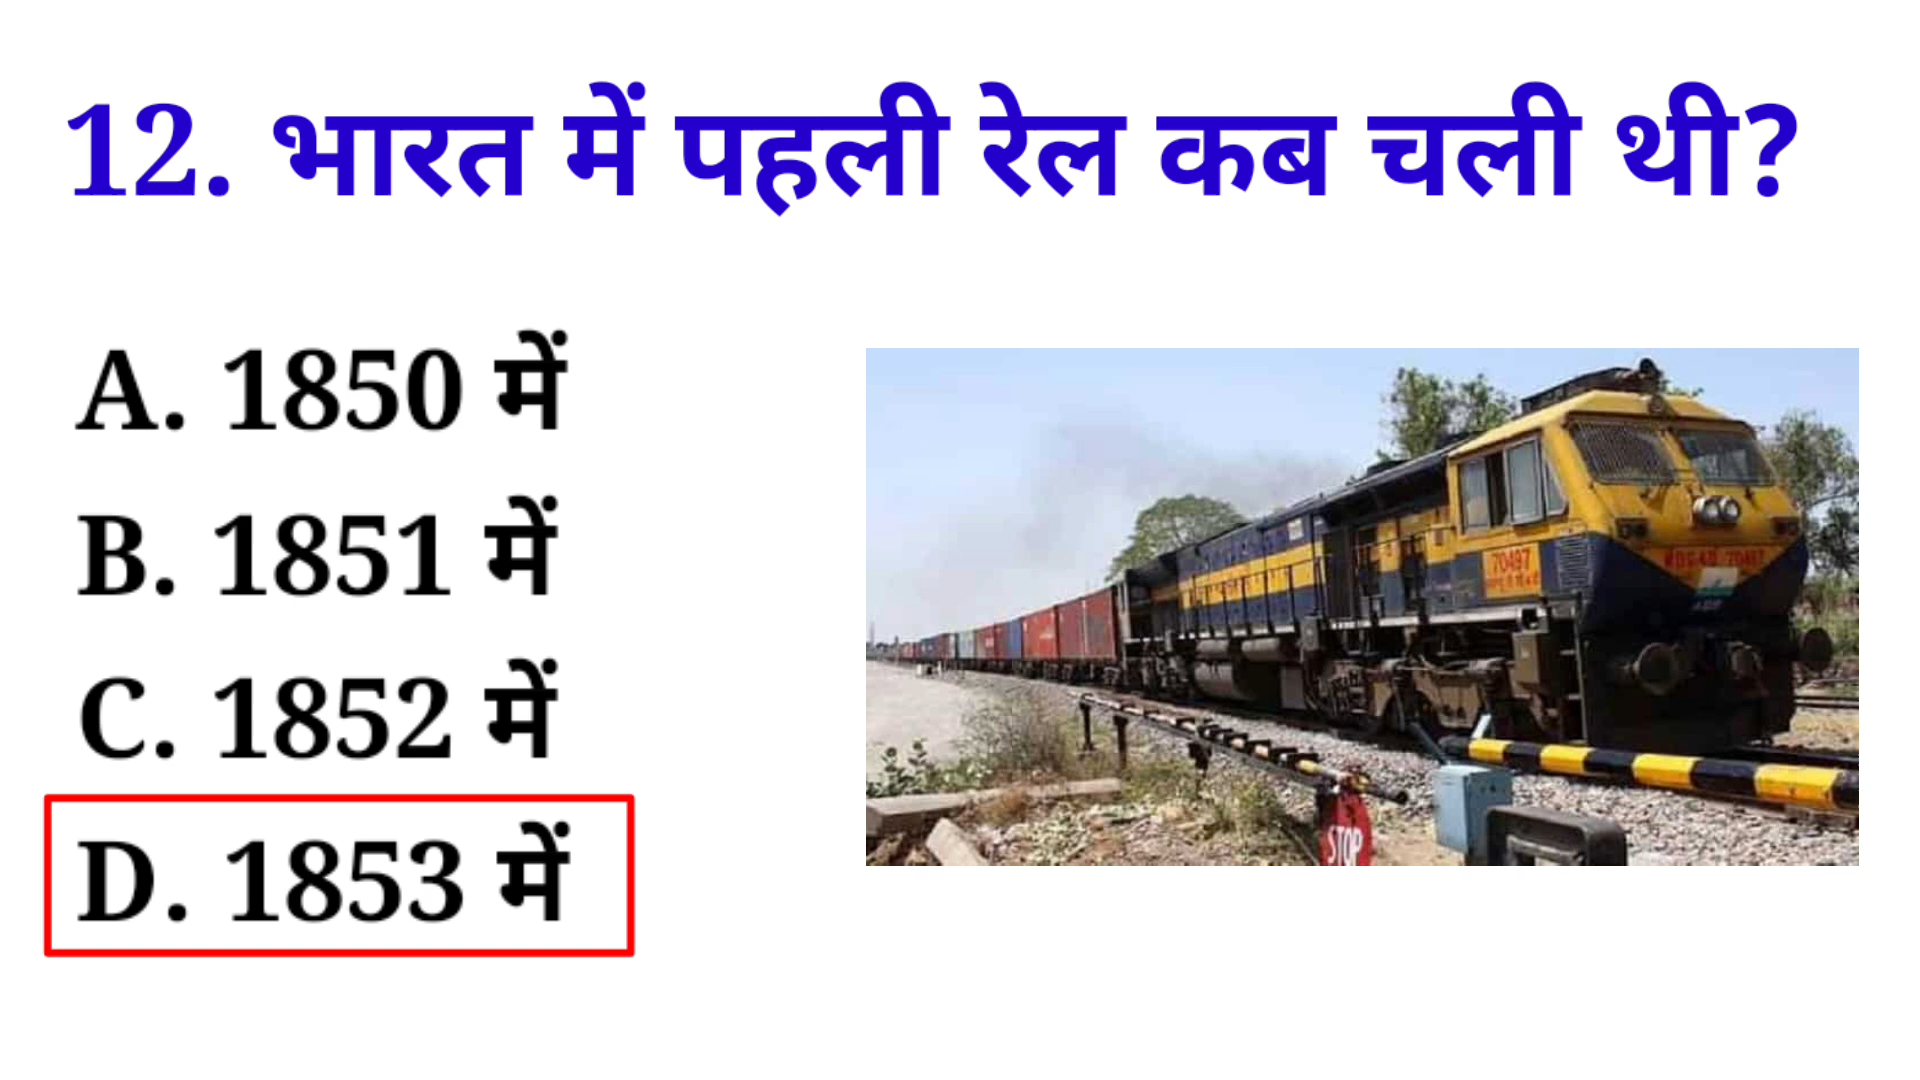 12. भारत में पहली रेल कब चली थी?
A. 1850 में
B. 1851 में
C. 1852 में
D. 1853 में
70497
STOP